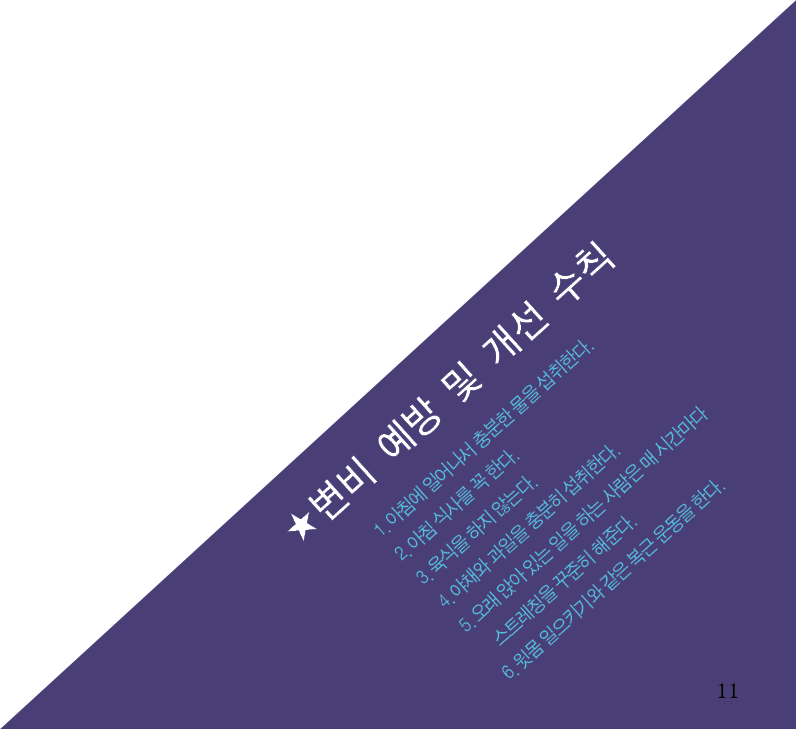 ★변비 예방 및 개선 수칙
1. 아침에 일어나서 충분한 물을 섭취한다.
2. 아침 식사를 꼭 한다.
3. 육식을 하지 않는다.
4. 야채와 과일을 충분히 섭취한다.
5. 오래 앉아 있는 일을 하는 사람은 매 시간마다
스트레칭을 꾸준히 해준다.
6. 윗몸 일으키기와 같은 복근 운동을 한다.
11